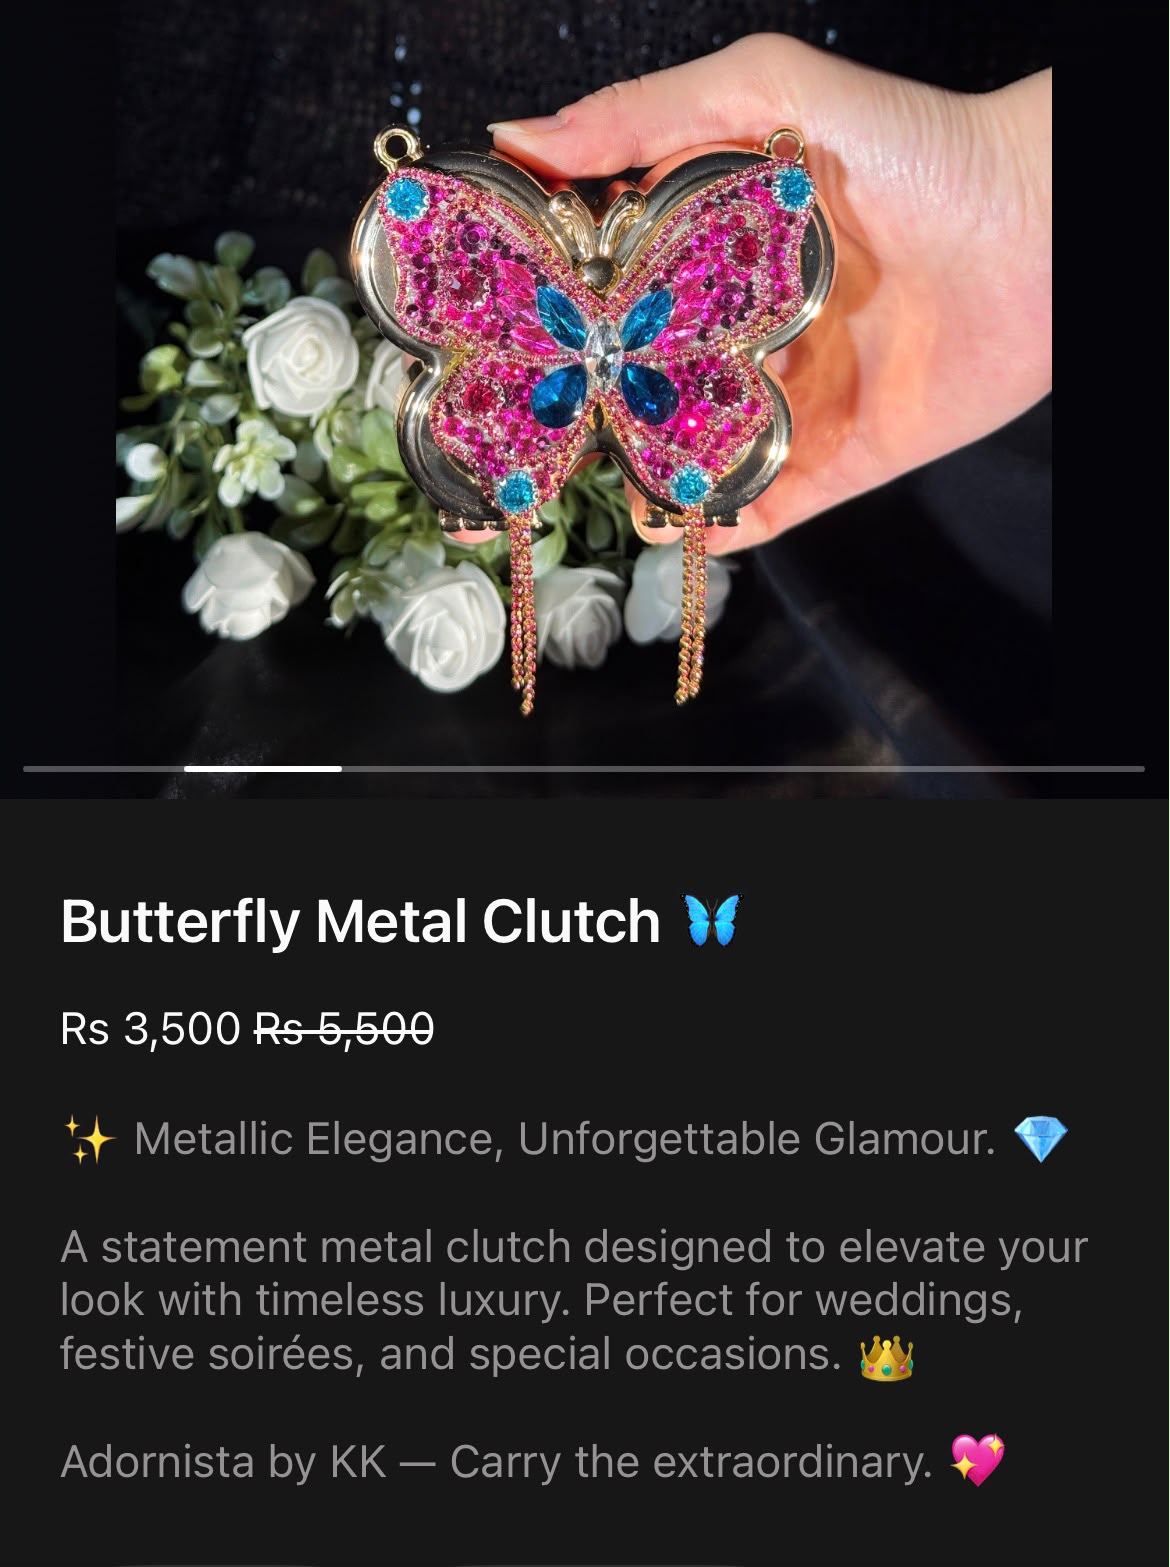 Butterfly Metal Clutch 🦋
Rs 3,500 Rs 5,500
✨ Metallic Elegance, Unforgettable Glamour. 💎
A statement metal clutch designed to elevate your
look with timeless luxury. Perfect for weddings,
festive soirées, and special occasions. 👑
Adornista by KK — Carry the extraordinary. 💖